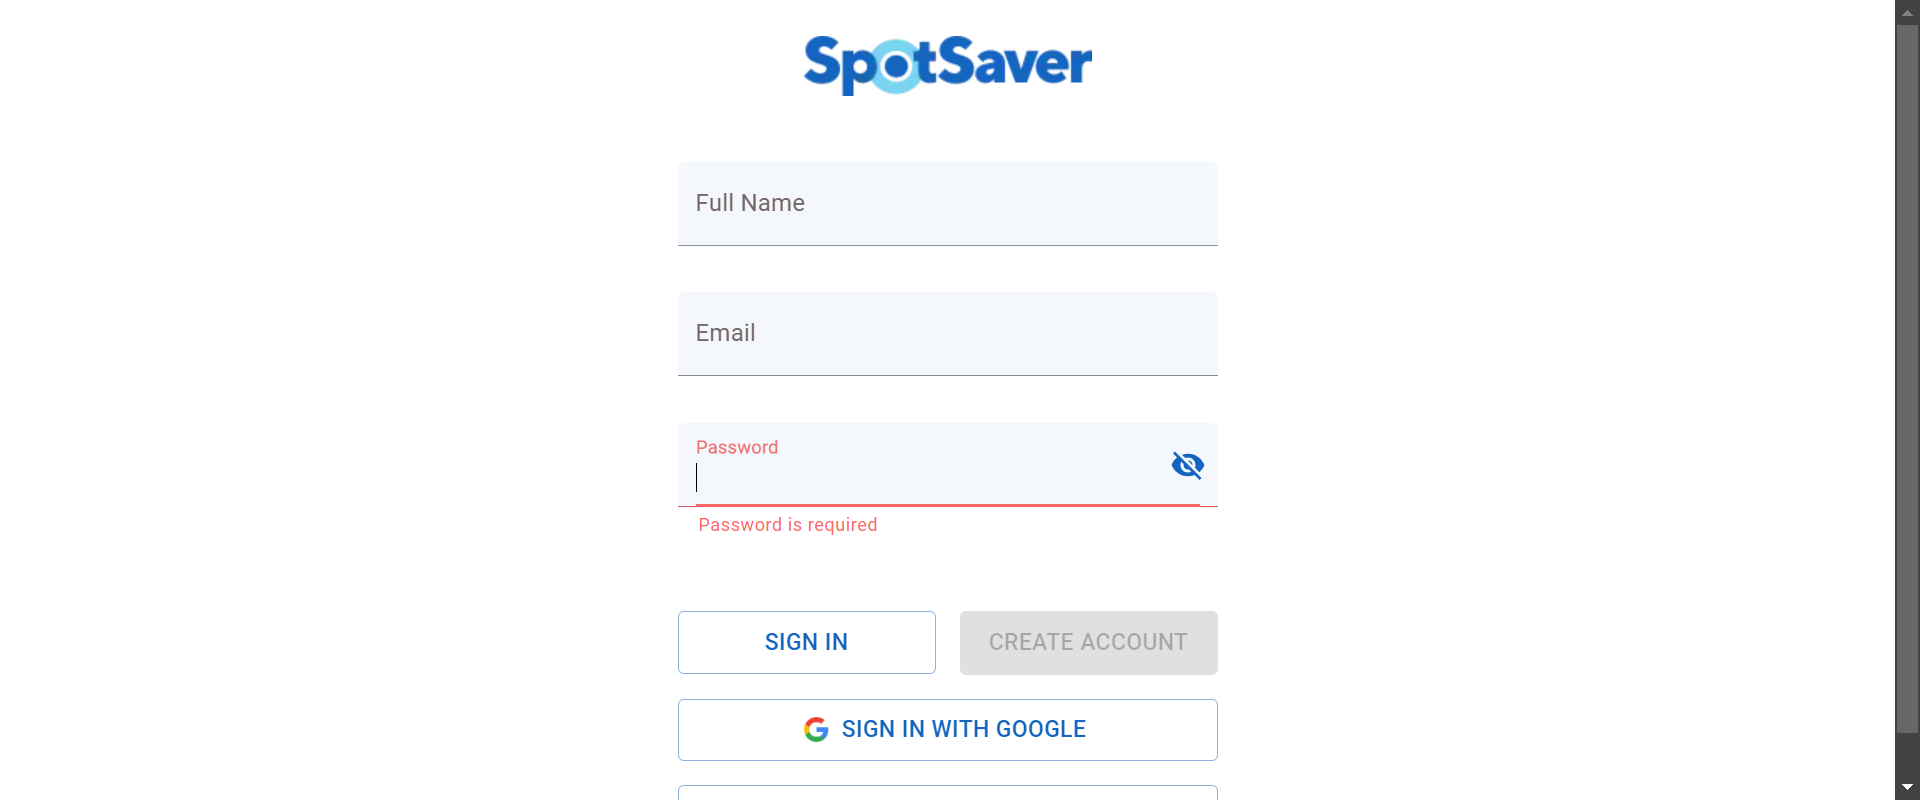 SpotSaver
Full Name
Email
Password
Password is required
SIGN IN
CREATE ACCOUNT
SIGN IN WITH GOOGLE